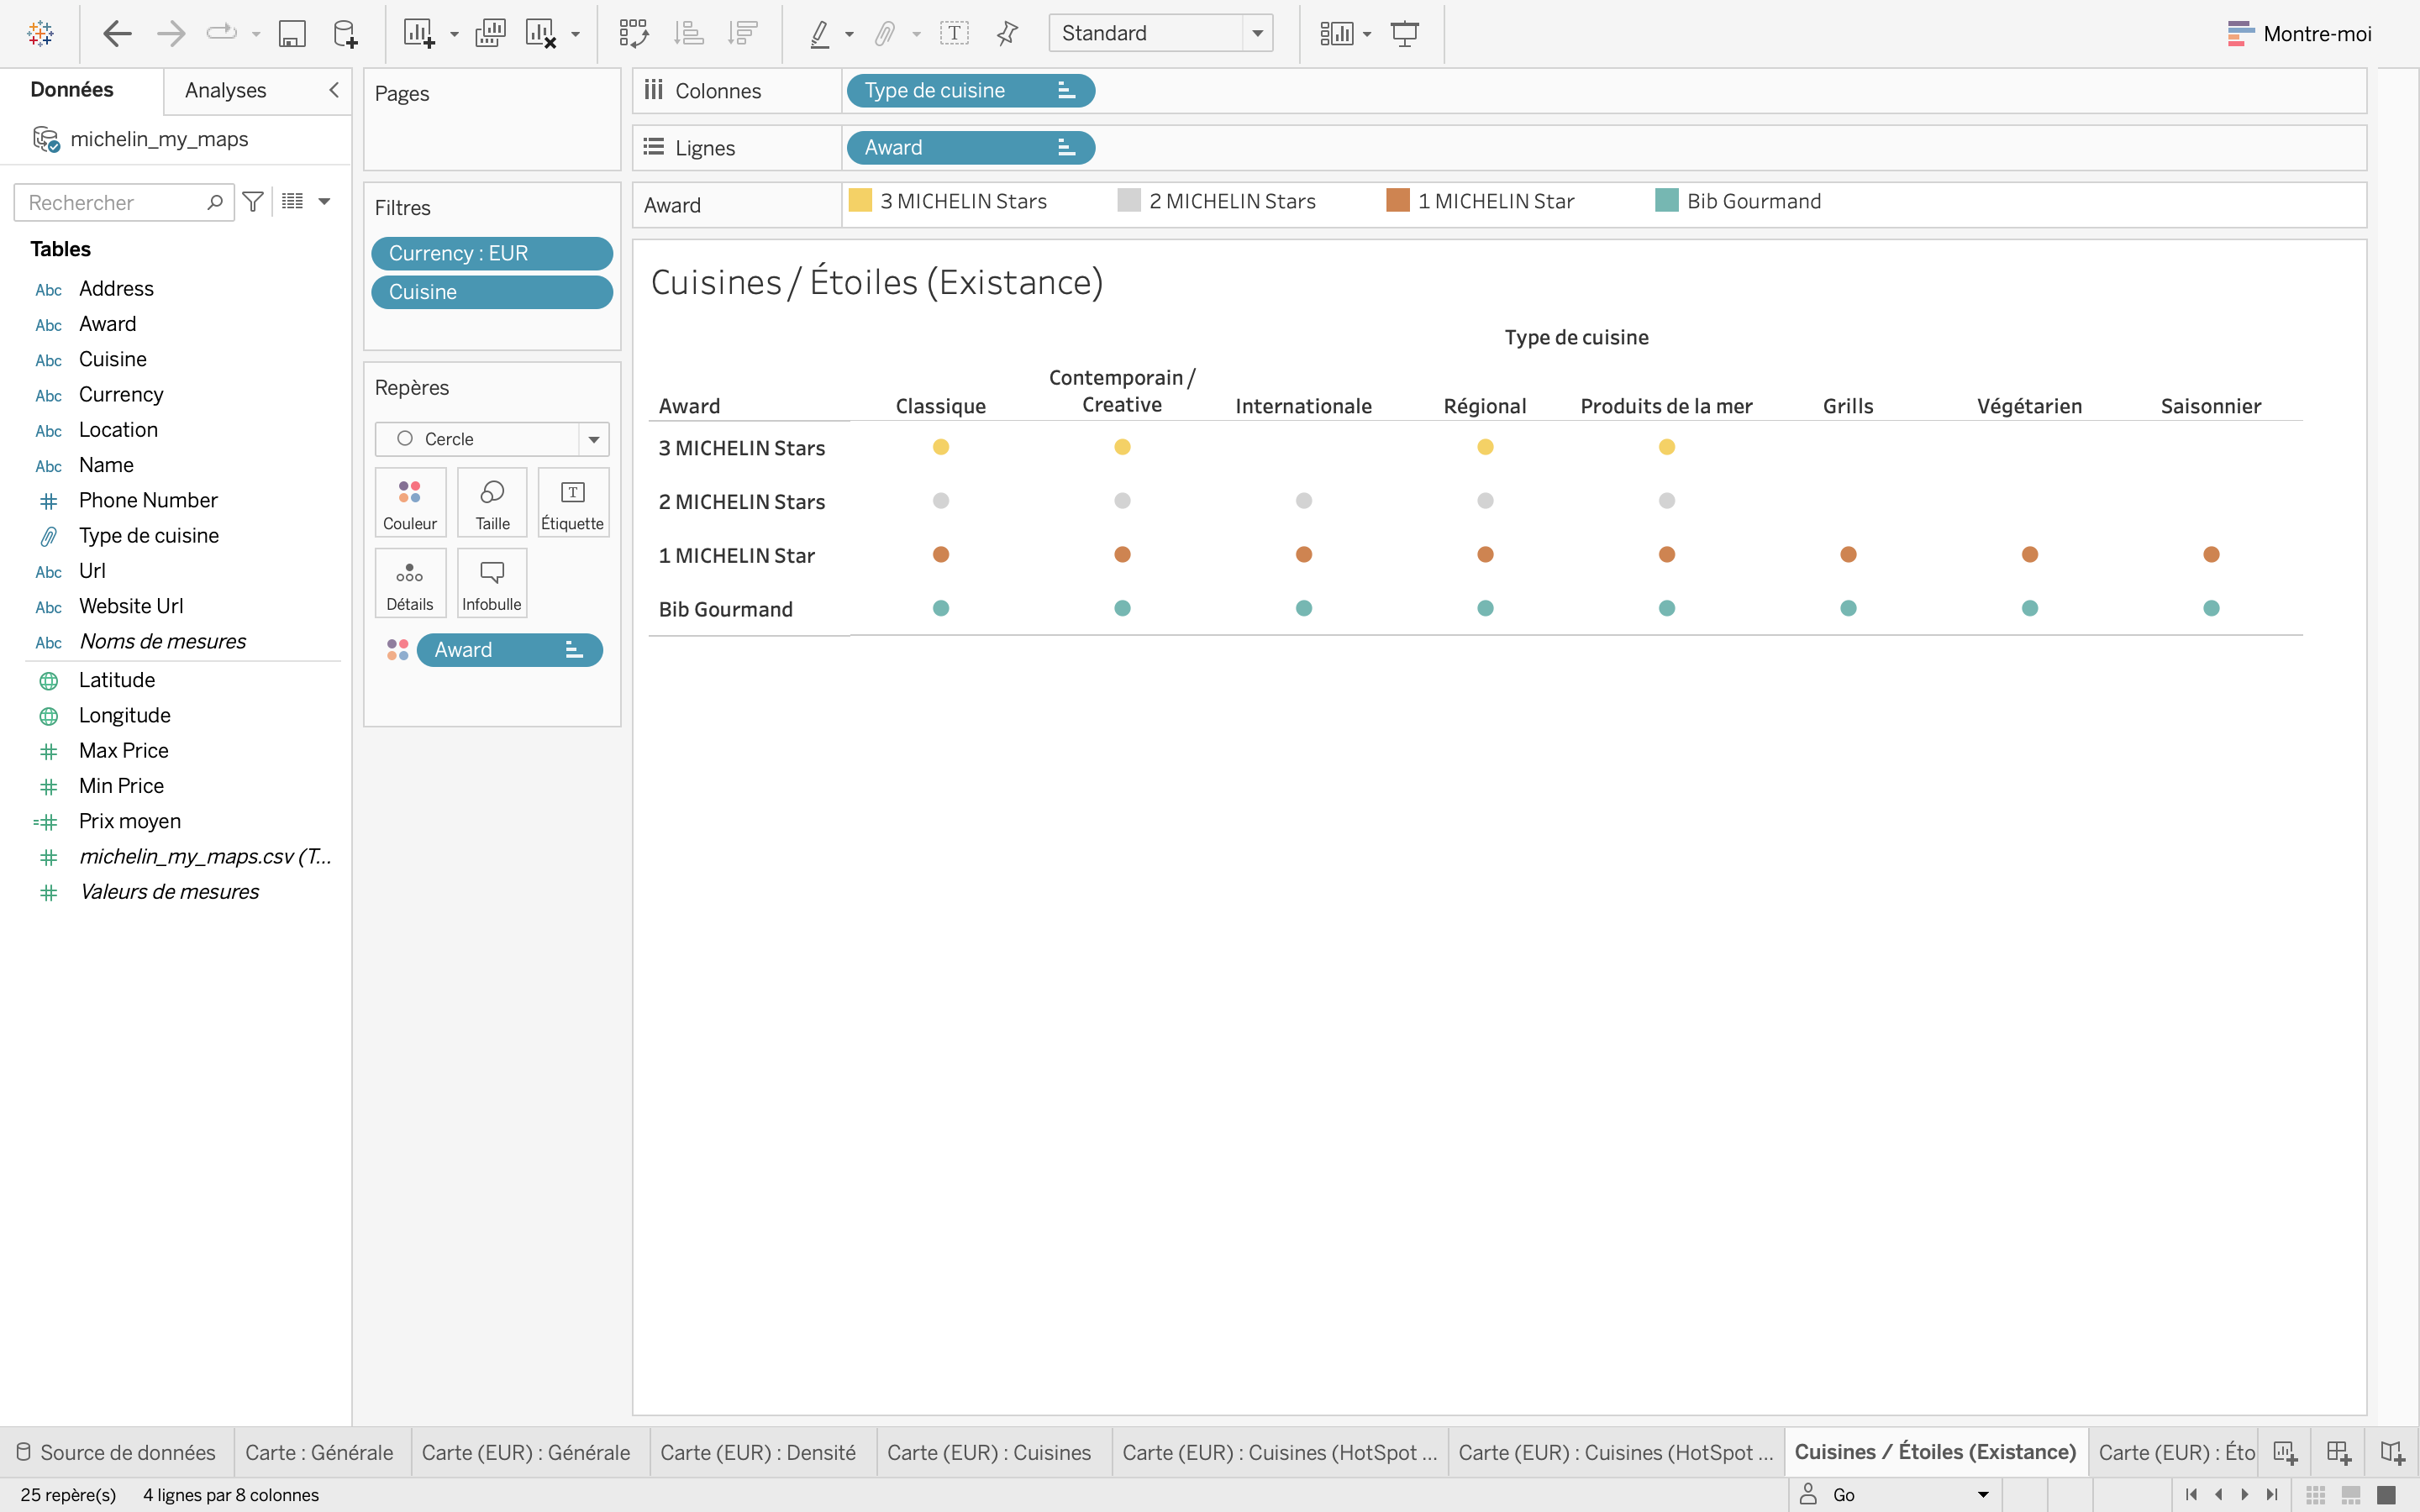 Standard
Montre-moi
Données
Analyses
michelin_my_maps
Rechercher
Tables
Abc Address
Abc Award
Abc Cuisine
Abc Currency
Abc Location
Abc Name
Phone Number
Type de cuisine
Abc Url
Abc Website Url
Abc Noms de mesures
Latitude
Longitude
Max Price
Min Price
Prix moyen
michelin_my_maps.csv (T...
Valeurs de mesures
Pages
Filtres
Currency : EUR
Cuisine
Repères
Cercle
Couleur Taille Étiquette
Détails Infobulle
Award
Colonnes Type de cuisine
Lignes Award
Award 3 MICHELIN Stars 2 MICHELIN Stars 1 MICHELIN Star Bib Gourmand
Cuisines / Étoiles (Existance)
Type de cuisine
Award Classique Contemporain / Creative Internationale Régional Produits de la mer Grills Végétarien Saisonnier
3 MICHELIN Stars
2 MICHELIN Stars
1 MICHELIN Star
Bib Gourmand
Source de données Carte : Générale Carte (EUR) : Générale Carte (EUR) : Densité Carte (EUR) : Cuisines Carte (EUR) : Cuisines (HotSpot ... Carte (EUR) : Cuisines (HotSpot ... Cuisines / Étoiles (Existance) Carte (EUR) : Éto
25 repère(s) 4 lignes par 8 colonnes Go